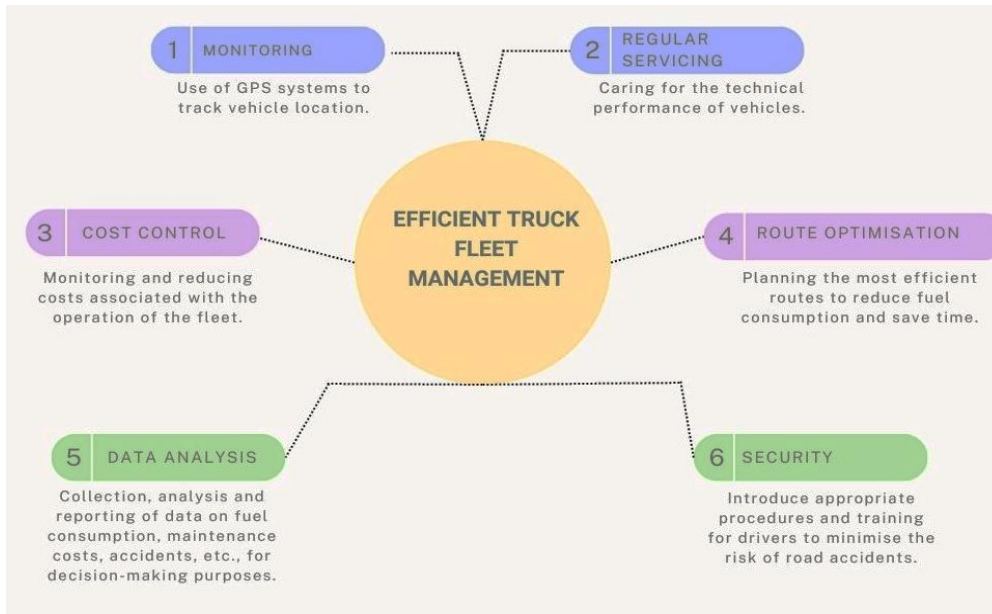 1 MONITORING
Use of GPS systems to
track vehicle location.
2 REGULAR
SERVICING
Caring for the technical
performance of vehicles.
EFFICIENT TRUCK
FLEET
MANAGEMENT
3 COST CONTROL
Monitoring and reducing
costs associated with the
operation of the fleet.
4 ROUTE OPTIMISATION
Planning the most efficient
routes to reduce fuel
consumption and save time.
5 DATA ANALYSIS
Collection, analysis and
reporting of data on fuel
consumption, maintenance
costs, accidents, etc., for
decision-making purposes.
6 SECURITY
Introduce appropriate
procedures and training
for drivers to minimise the
risk of road accidents.